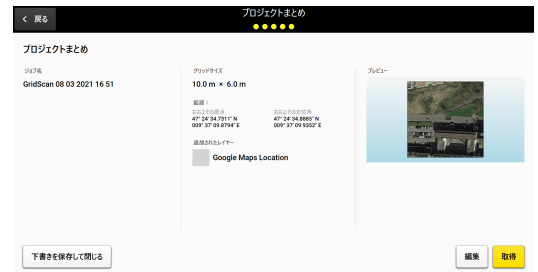 戻る
プロジェクトまとめ
プロジェクトまとめ
ジョブ名
GridScan 08 03 2021 16 51
グリッドサイズ
10.0 m × 6.0 m
起源：
おおよその原点
47° 24' 34.7311" N
009° 37' 09.8794" E
おおよその方位角
47° 24' 34.8885" N
009° 37' 09.9352" E
追加されたレイヤー
Google Maps Location
プレビュー
下書きを保存して閉じる
編集
取得